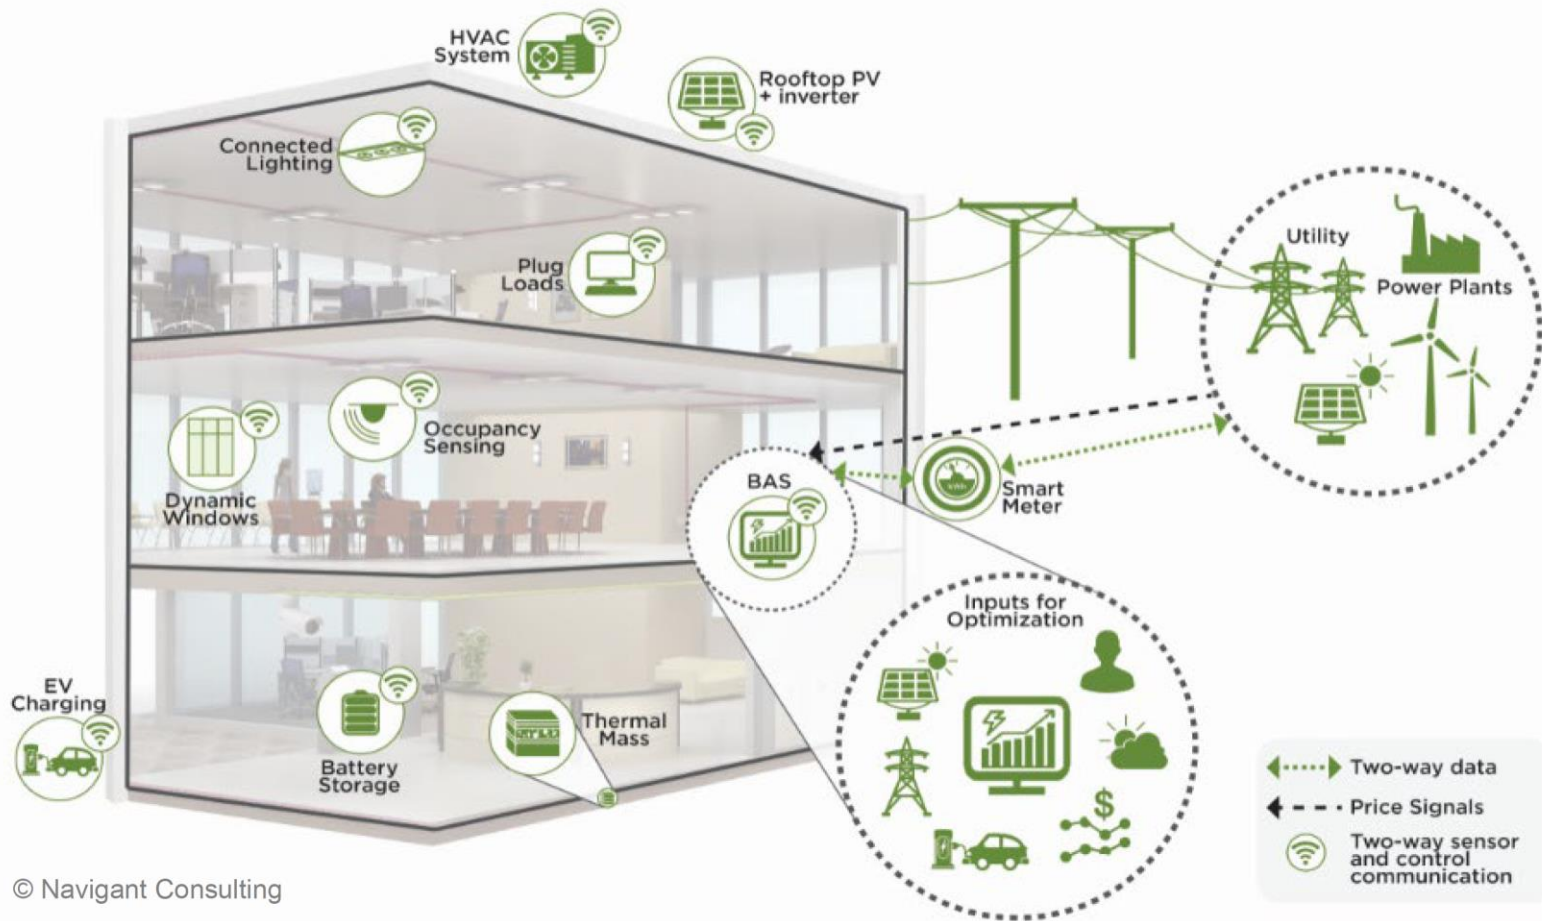 HVAC
System
Rooftop PV
+ inverter
Connected
Lighting
Plug
Loads
Utility
Power Plants
Occupancy
Sensing
Dynamic
Windows
BAS
Smart
Meter
kWh
Inputs for
Optimization
$
EV
Charging
Battery
Storage
Thermal
Mass
Two-way data
Price Signals
Two-way sensor
and control
communication
© Navigant Consulting